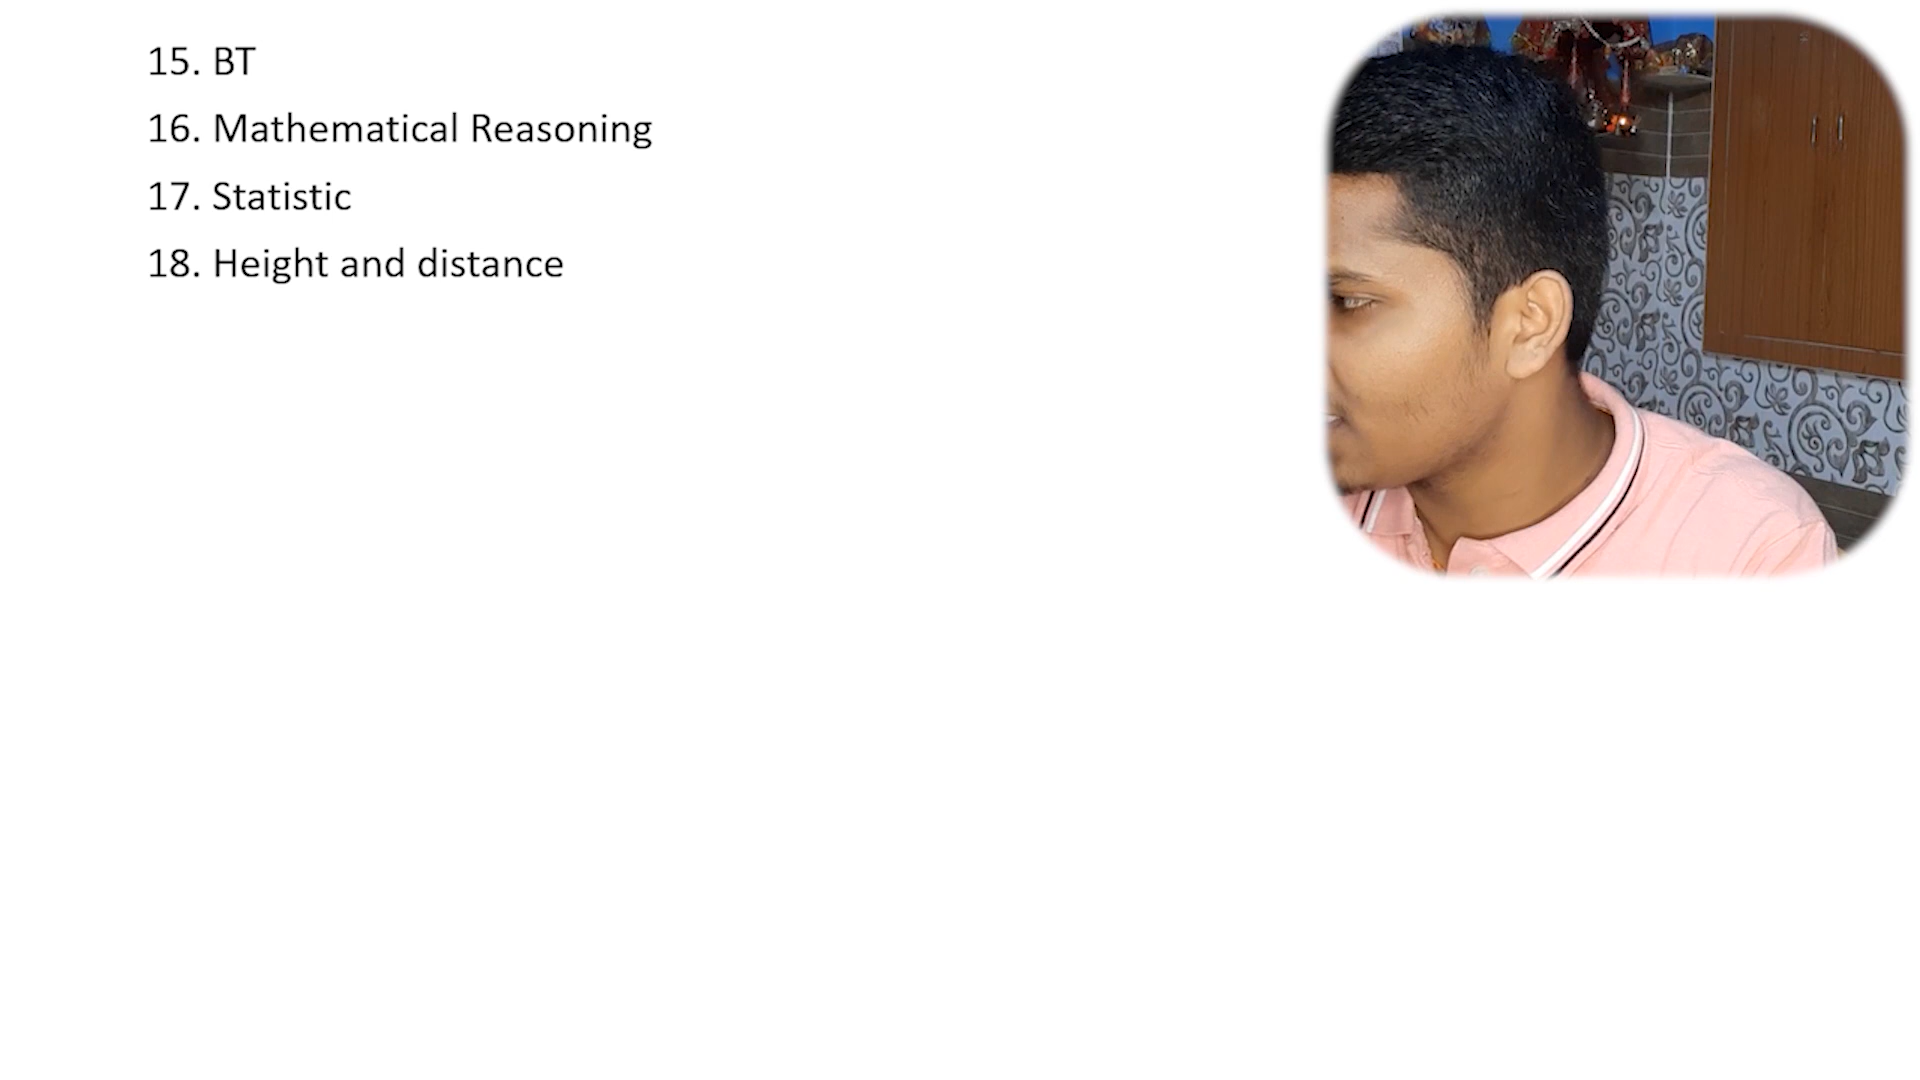 15. BT
16. Mathematical Reasoning
17. Statistic
18. Height and distance